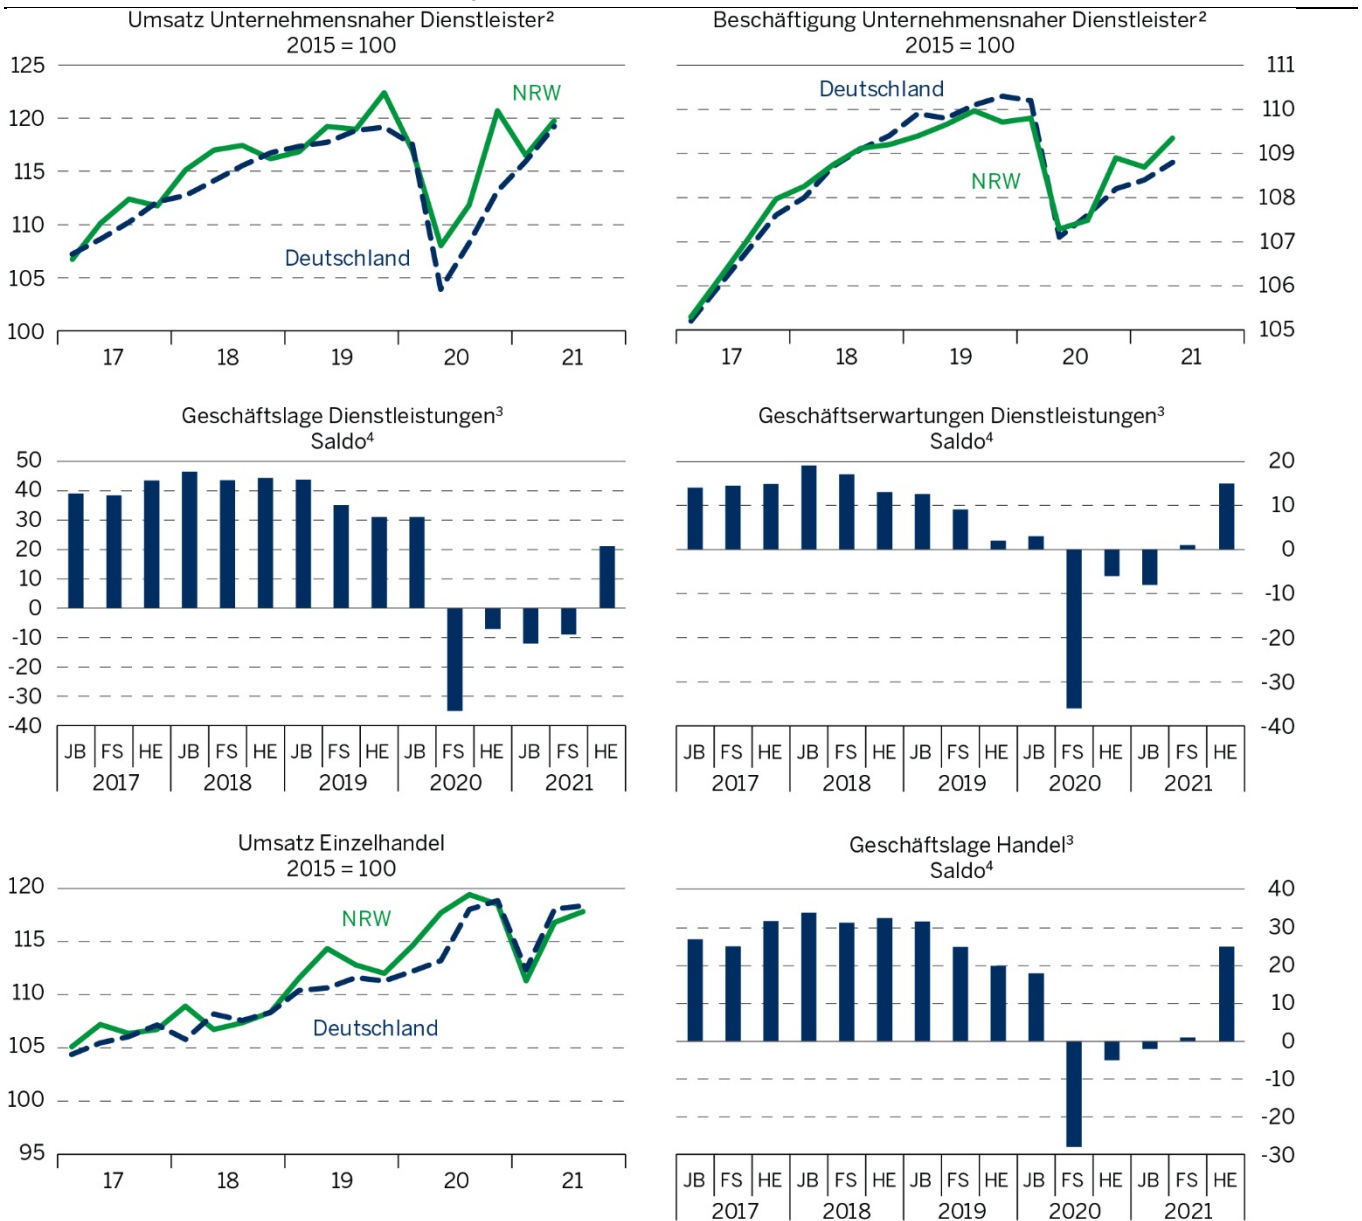 Umsatz Unternehmensnaher Dienstleister²
2015 = 100
125
120
115
110
105
100
NRW
Deutschland
17 18 19 20 21
Beschäftigung Unternehmensnaher Dienstleister²
2015 = 100
111
110
109
108
107
106
105
Deutschland
NRW
17 18 19 20 21
Geschäftslage Dienstleistungen³
Saldo⁴
50
40
30
20
10
0
-10
-20
-30
-40
JB FS HE JB FS HE JB FS HE JB FS HE JB FS HE
2017 2018 2019 2020 2021
Geschäftserwartungen Dienstleistungen³
Saldo⁴
20
10
0
-10
-20
-30
-40
JB FS HE JB FS HE JB FS HE JB FS HE JB FS HE
2017 2018 2019 2020 2021
Umsatz Einzelhandel
2015 = 100
120
115
110
105
100
95
NRW
Deutschland
17 18 19 20 21
Geschäftslage Handel³
Saldo⁴
40
30
20
10
0
-10
-20
-30
JB FS HE JB FS HE JB FS HE JB FS HE JB FS HE
2017 2018 2019 2020 2021